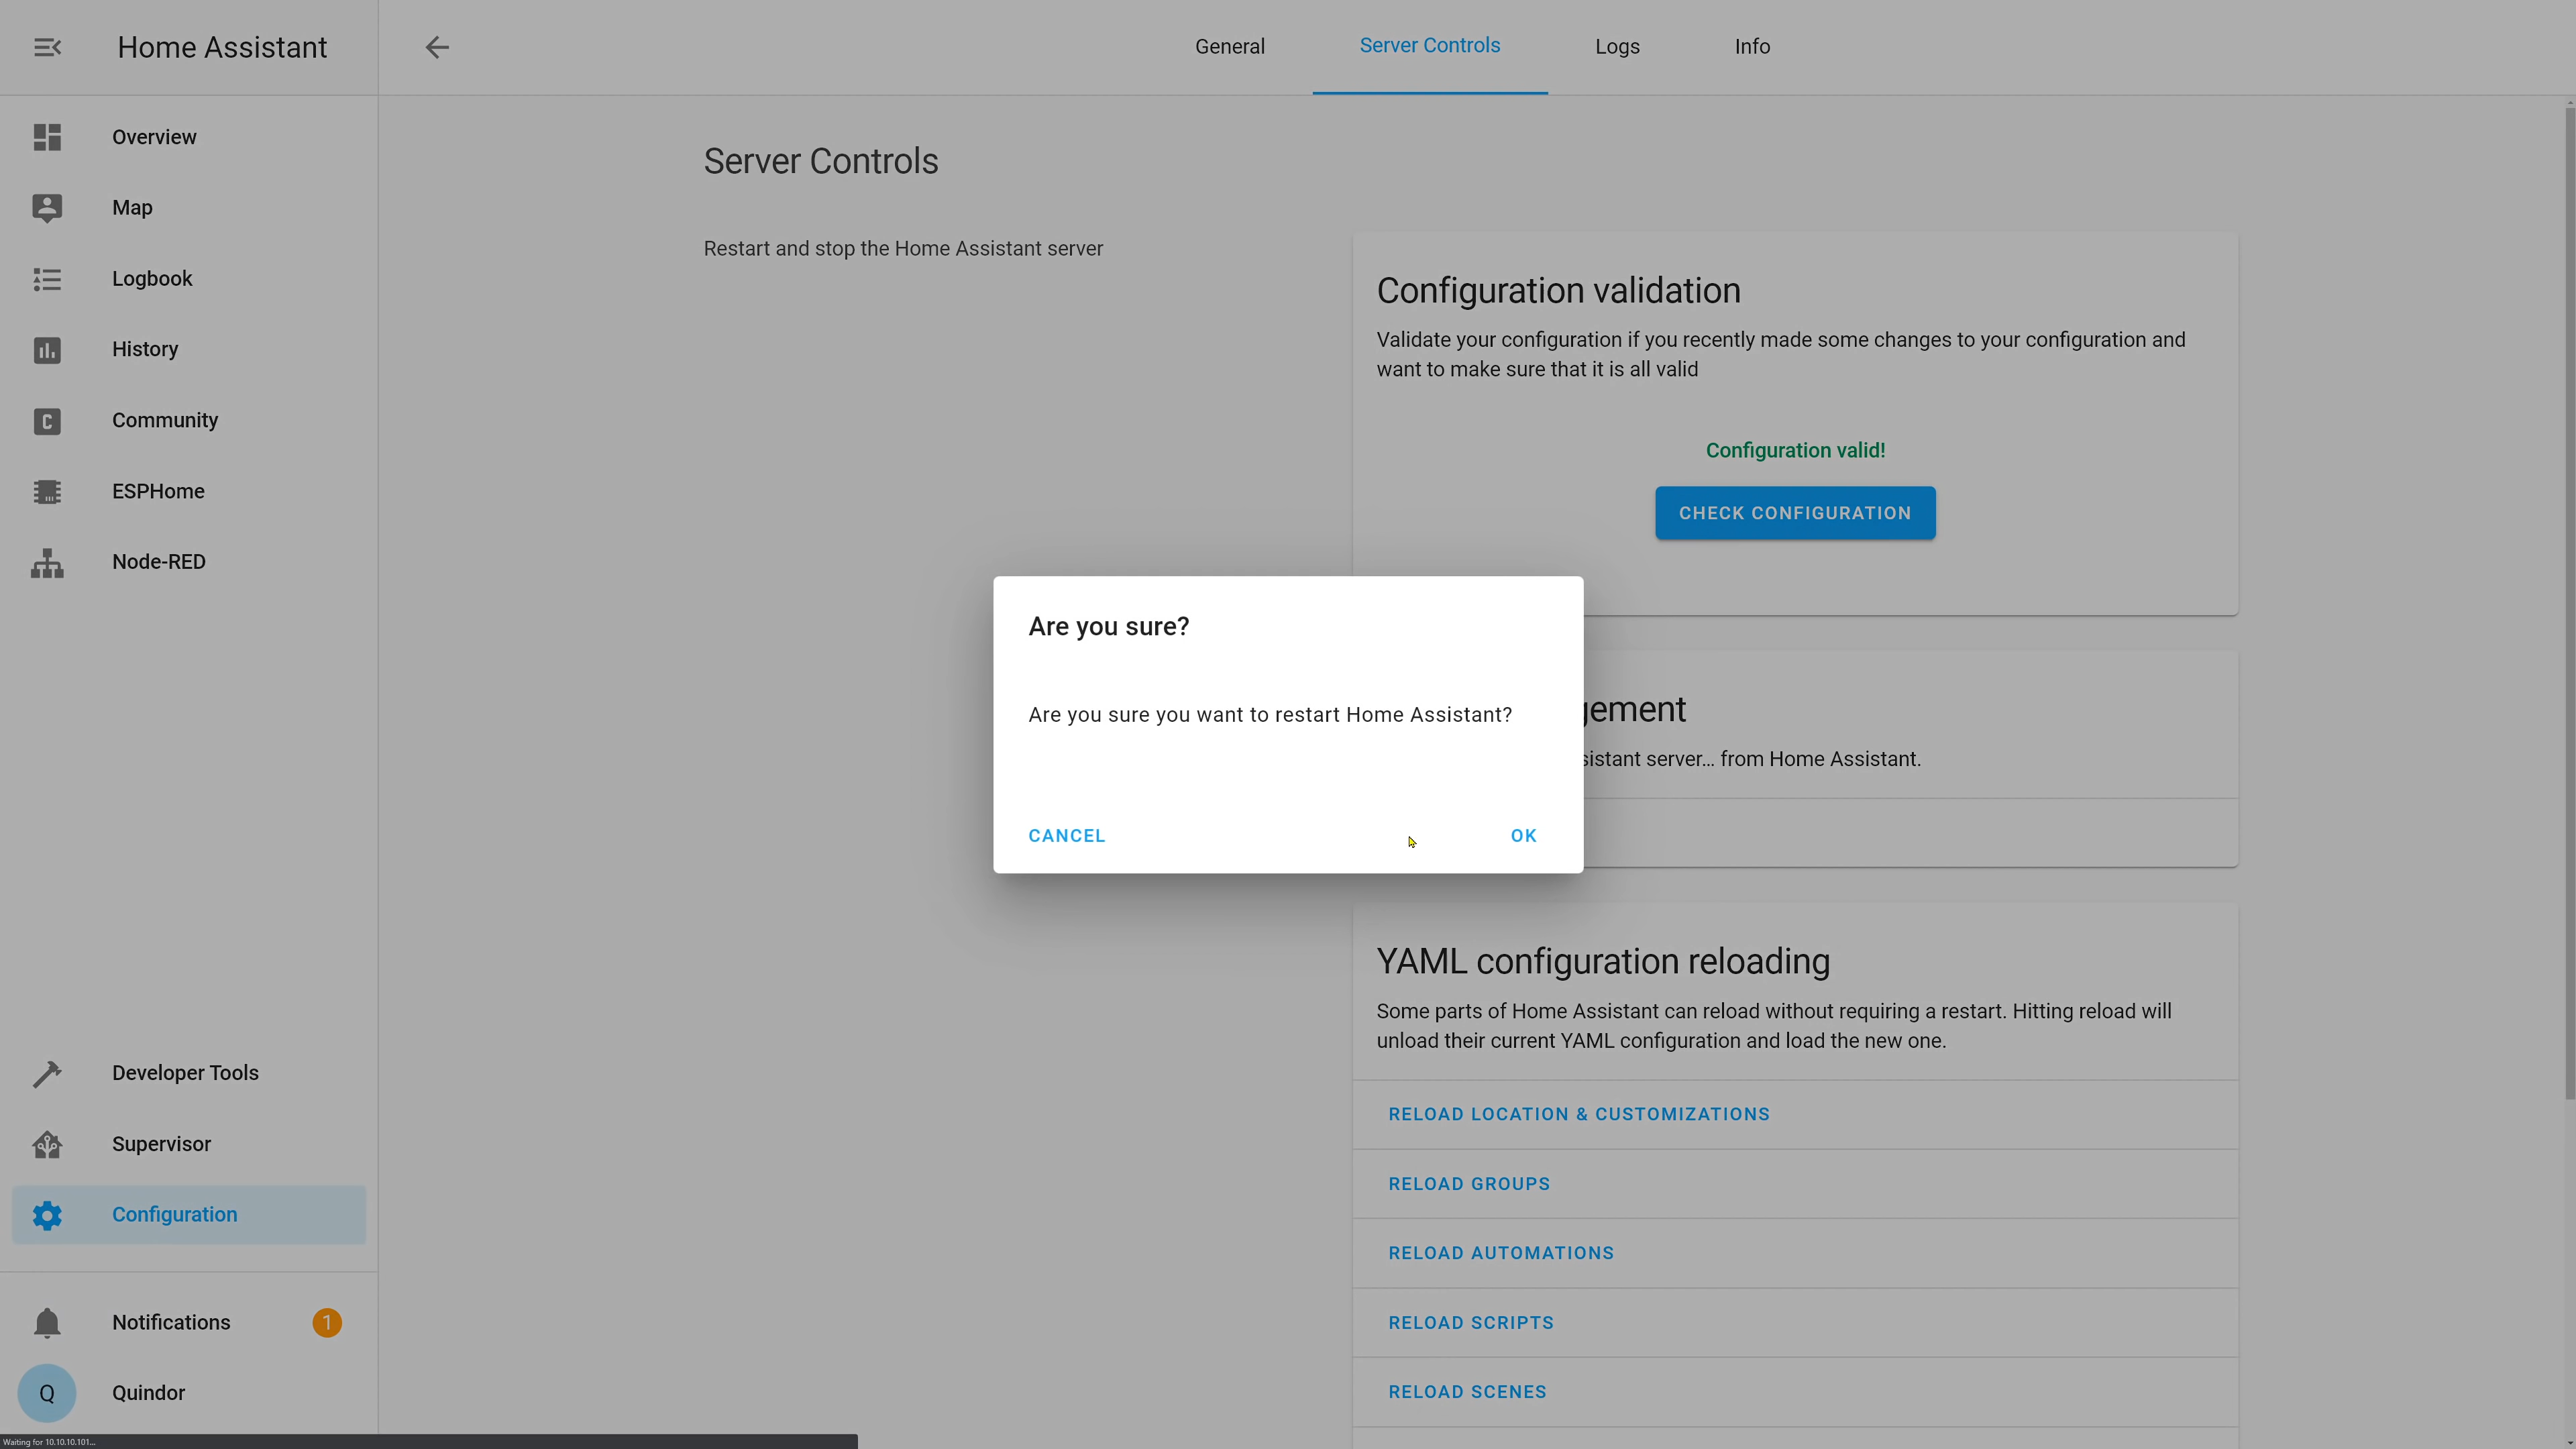 Home Assistant
General
Server Controls
Logs
Info
Overview
Map
Logbook
History
Community
ESPHome
Node-RED
Developer Tools
Supervisor
Configuration
Notifications
1
Q
Quindor
Server Controls
Restart and stop the Home Assistant server
Configuration validation
Validate your configuration if you recently made some changes to your configuration and
want to make sure that it is all valid
Configuration valid!
CHECK CONFIGURATION
Are you sure?
Are you sure you want to restart Home Assistant?
CANCEL
OK
gement
sistant server... from Home Assistant.
YAML configuration reloading
Some parts of Home Assistant can reload without requiring a restart. Hitting reload will
unload their current YAML configuration and load the new one.
RELOAD LOCATION & CUSTOMIZATIONS
RELOAD GROUPS
RELOAD AUTOMATIONS
RELOAD SCRIPTS
RELOAD SCENES
Waiting for 10.10.10.101...